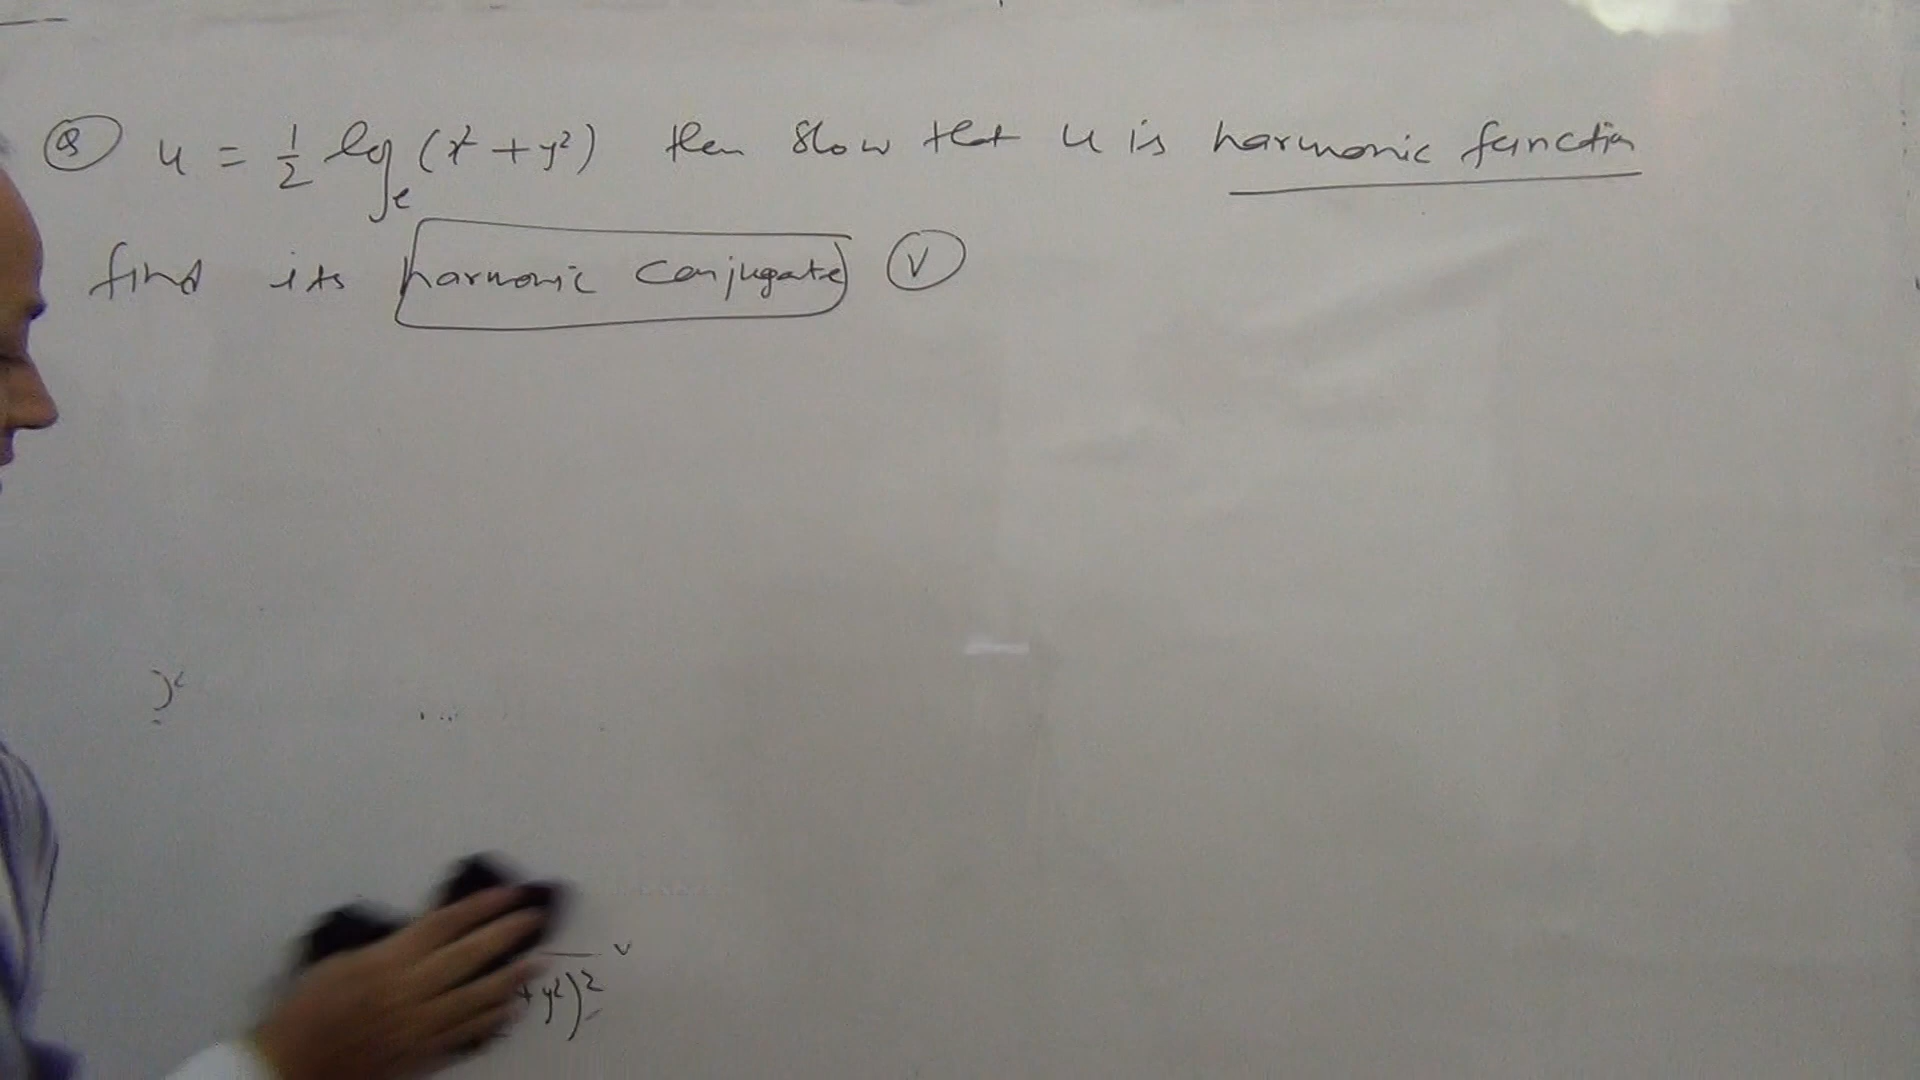 Q u = 1/2 log_e (x² + y²) then show that u is harmonic function
find its harmonic conjugate V
+ y²)²